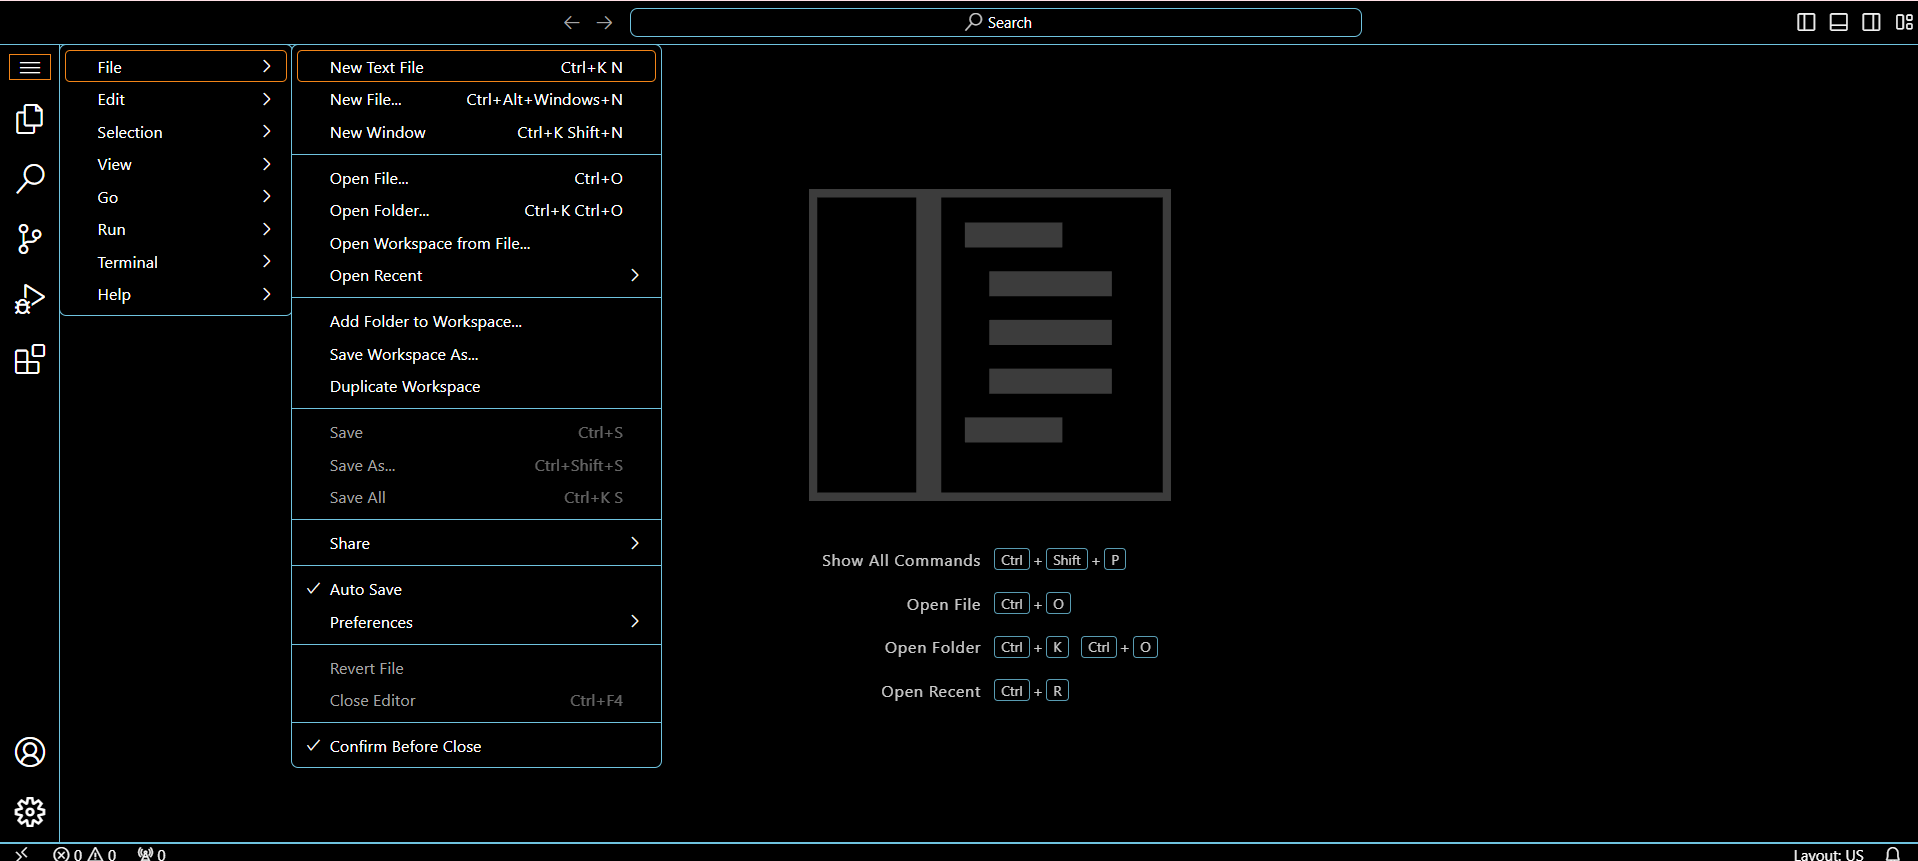 Search
File
Edit
Selection
View
Go
Run
Terminal
Help
New Text File Ctrl+K N
New File... Ctrl+Alt+Windows+N
New Window Ctrl+K Shift+N
Open File... Ctrl+O
Open Folder... Ctrl+K Ctrl+O
Open Workspace from File...
Open Recent
Add Folder to Workspace...
Save Workspace As...
Duplicate Workspace
Save Ctrl+S
Save As... Ctrl+Shift+S
Save All Ctrl+K S
Share
Auto Save
Preferences
Revert File
Close Editor Ctrl+F4
Confirm Before Close
Show All Commands Ctrl + Shift + P
Open File Ctrl + O
Open Folder Ctrl + K Ctrl + O
Open Recent Ctrl + R
0 0 0 Layout: US